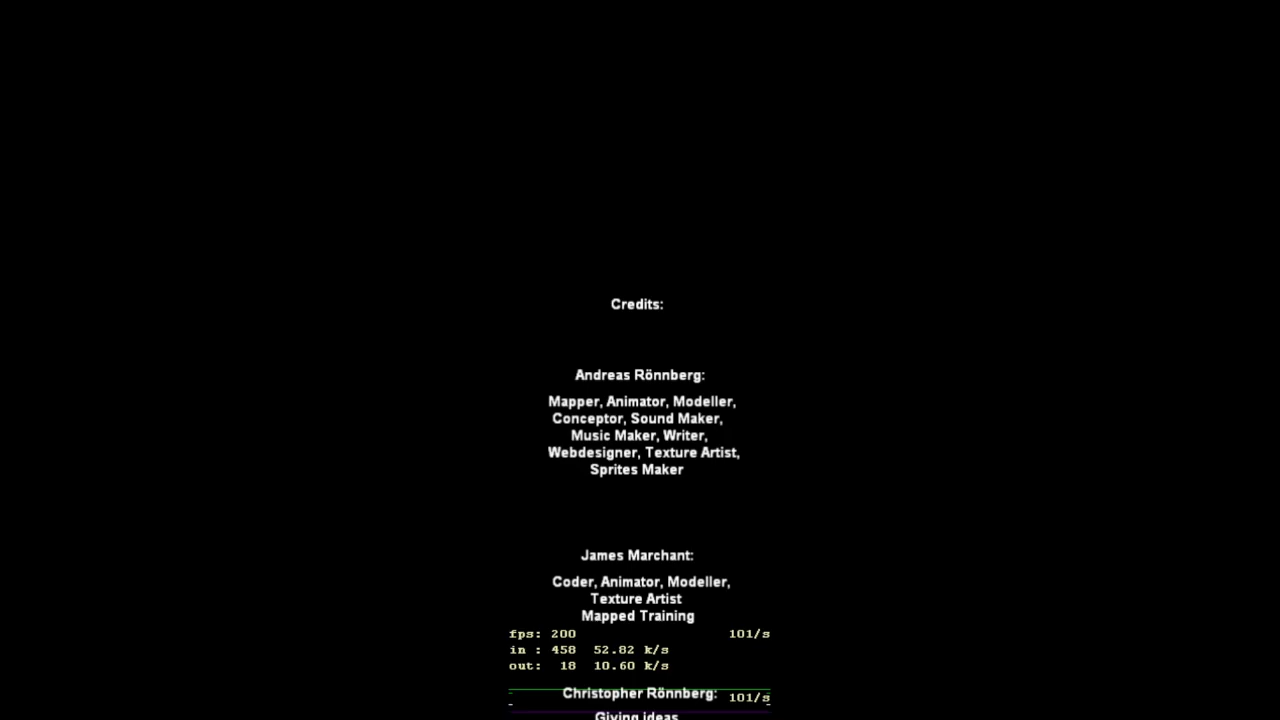 Credits:
Andreas Rönnberg:
Mapper, Animator, Modeller,
Conceptor, Sound Maker,
Music Maker, Writer,
Webdesigner, Texture Artist,
Sprites Maker
James Marchant:
Coder, Animator, Modeller,
Texture Artist
Mapped Training
fps: 200 101/s
in : 458 52.82 k/s
out: 18 10.60 k/s
Christopher Rönnberg: 101/s
Giving ideas